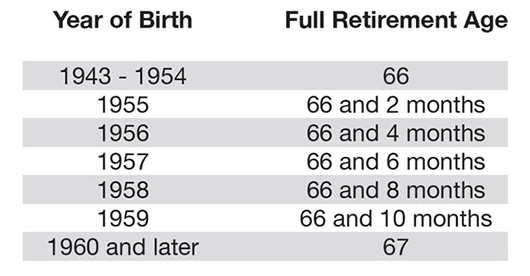 Year of Birth Full Retirement Age
1943 - 1954 66
1955 66 and 2 months
1956 66 and 4 months
1957 66 and 6 months
1958 66 and 8 months
1959 66 and 10 months
1960 and later 67